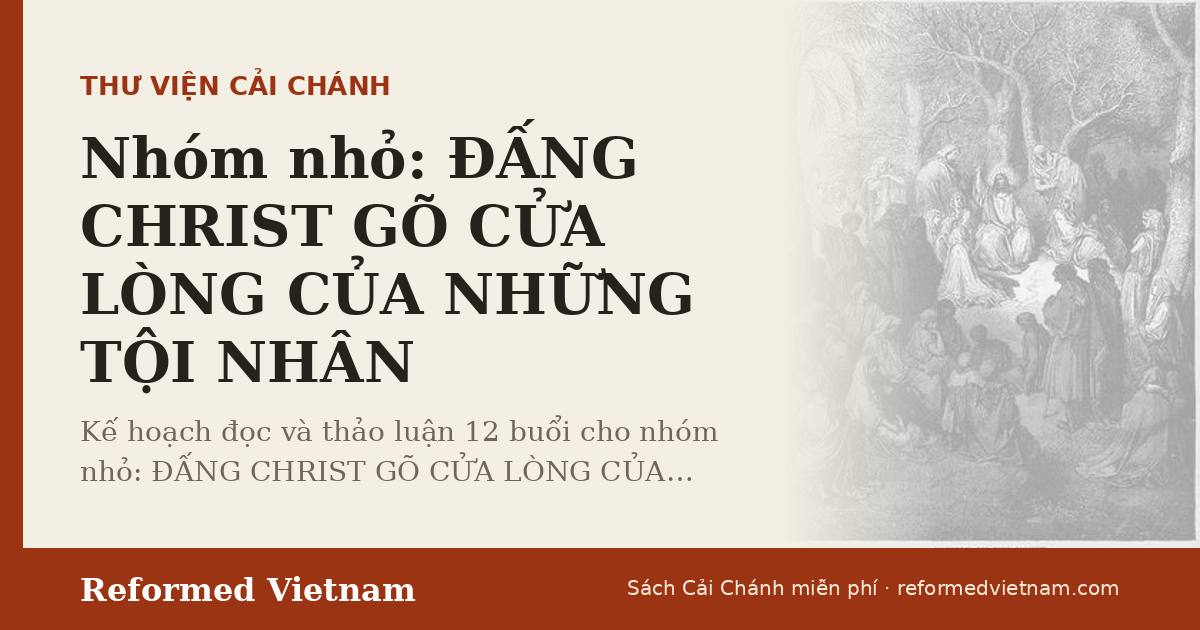 THƯ VIỆN CẢI CHÁNH
Nhóm nhỏ: ĐẤNG
CHRIST GÕ CỬA
LÒNG CỦA NHỮNG
TỘI NHÂN
Kế hoạch đọc và thảo luận 12 buổi cho nhóm
nhỏ: ĐẤNG CHRIST GÕ CỬA LÒNG CỦA...
Reformed Vietnam
Sách Cải Chánh miễn phí · reformedvietnam.com